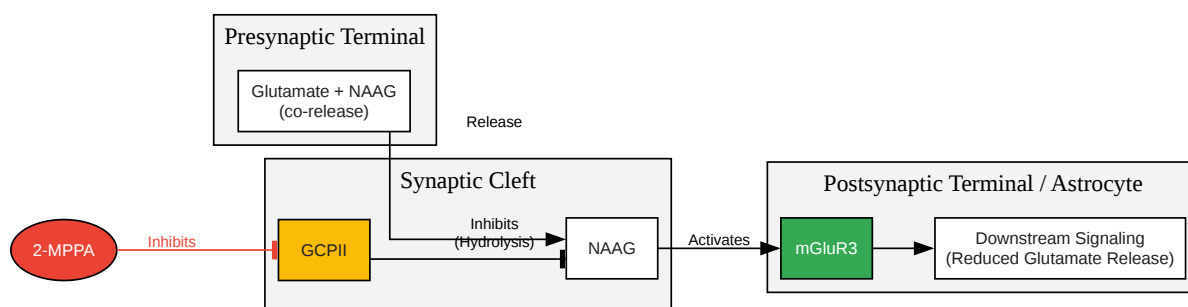 Presynaptic Terminal
Glutamate + NAAG
(co-release)
Release
Synaptic Cleft
Postsynaptic Terminal / Astrocyte
2-MPPA
Inhibits
GCPII
Inhibits
(Hydrolysis)
NAAG
Activates
mGluR3
Downstream Signaling
(Reduced Glutamate Release)